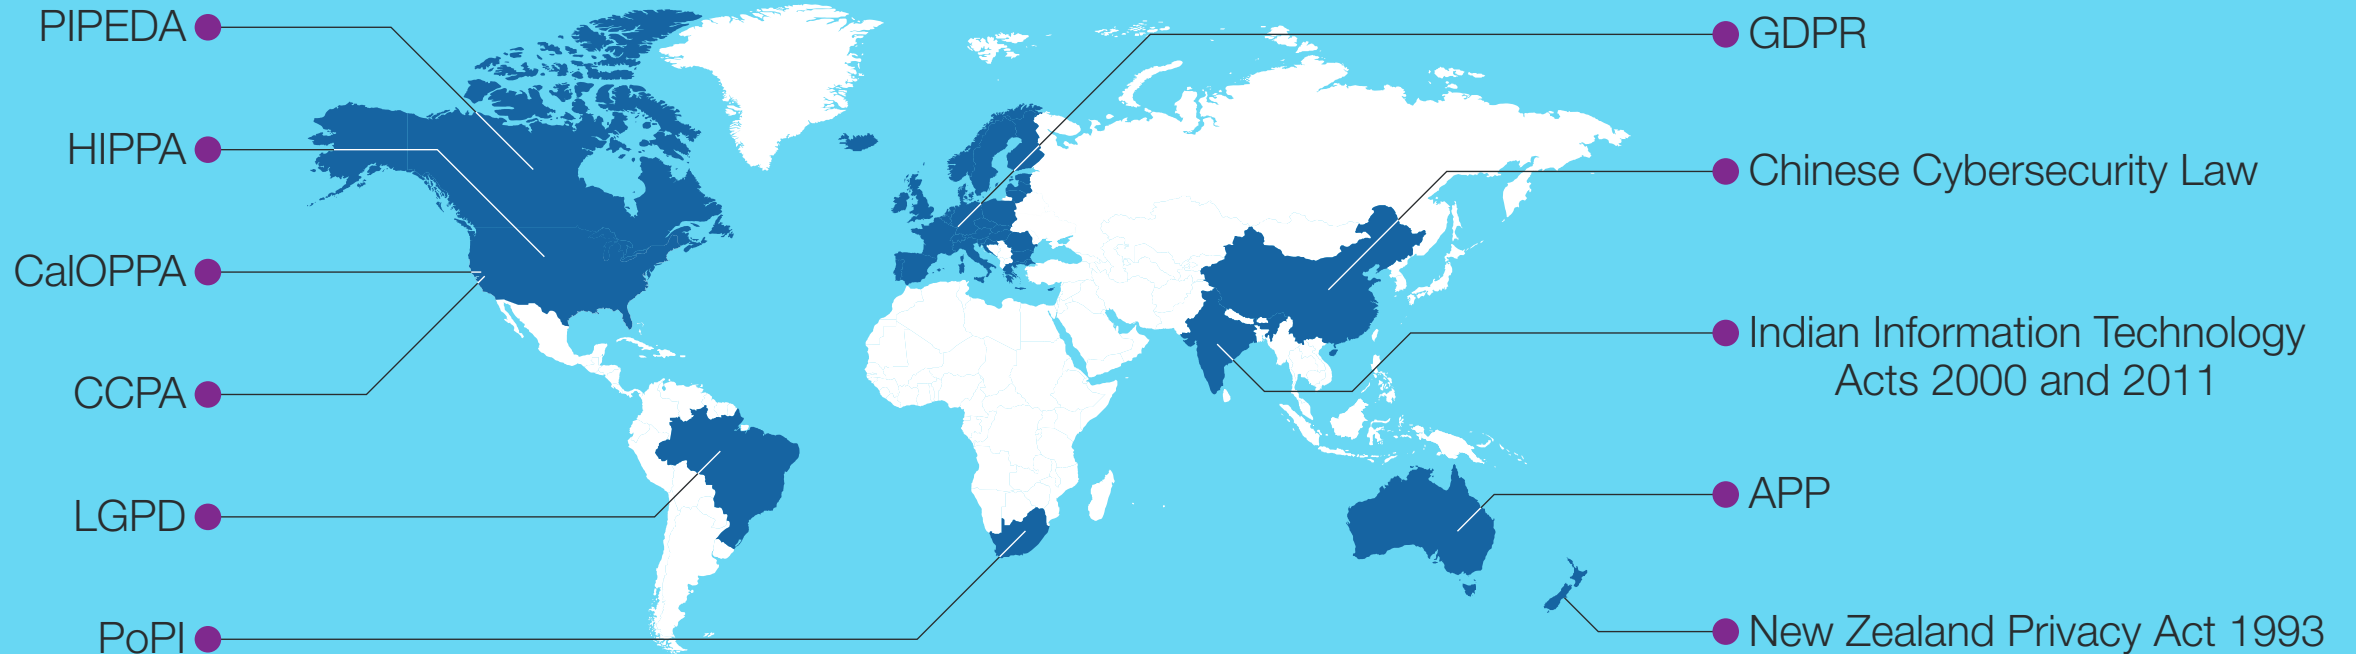 PIPEDA
HIPPA
CalOPPA
CCPA
LGPD
PoPI
GDPR
Chinese Cybersecurity Law
Indian Information Technology
Acts 2000 and 2011
APP
New Zealand Privacy Act 1993